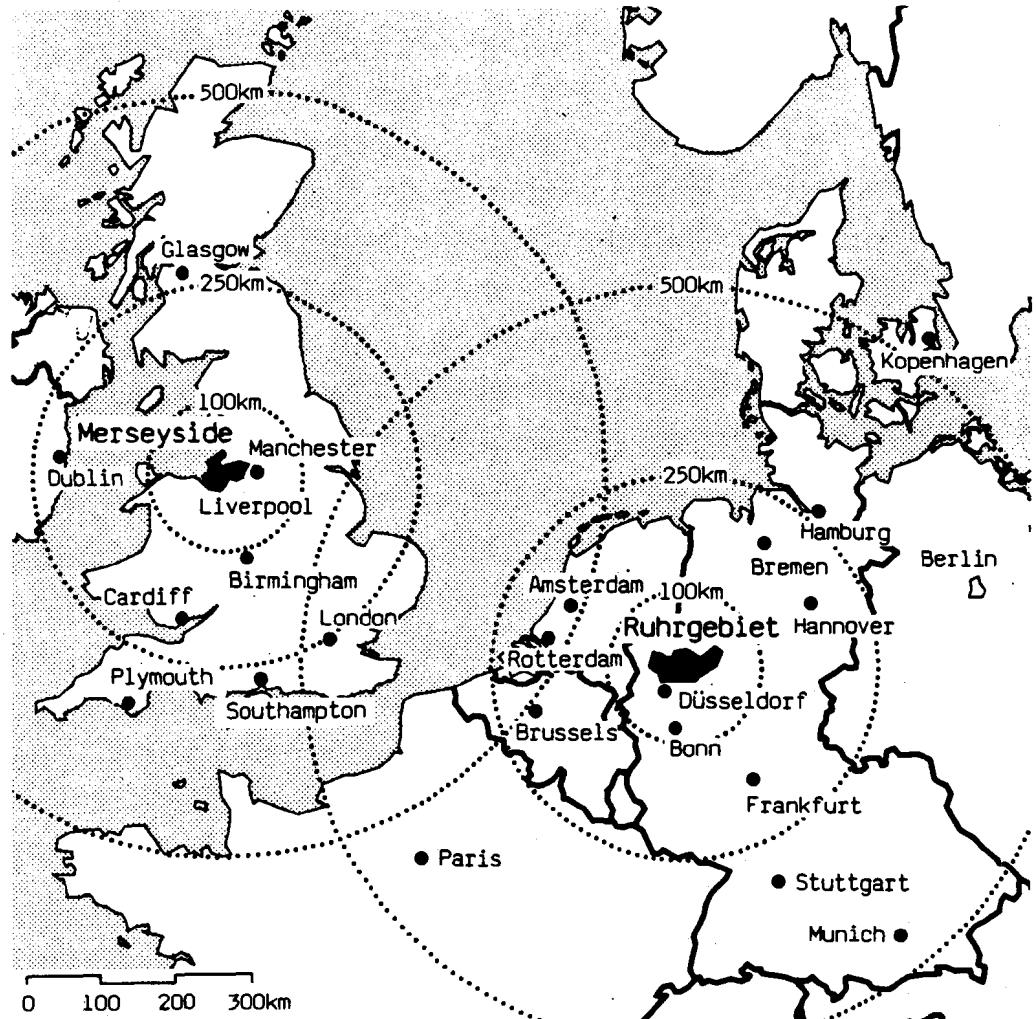 500km
Glasgow
250km
500km
Kopenhagen
100km
Merseyside
Manchester
Dublin
250km
Liverpool
Hamburg
Birmingham
Bremen
Berlin
Amsterdam
100km
Cardiff
London
Ruhrgebiet
Hannover
Rotterdam
Plymouth
Southampton
Düsseldorf
Brussels
Bonn
Frankfurt
Paris
Stuttgart
Munich
0 100 200 300km